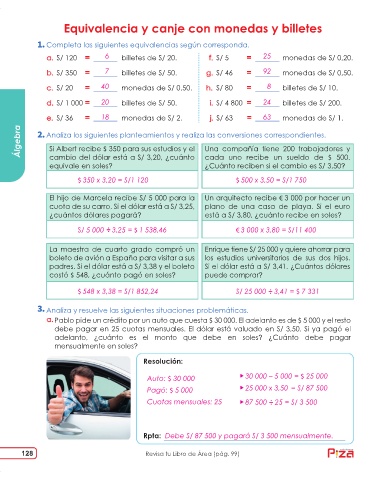 Equivalencia y canje con monedas y billetes
1. Completa las siguientes equivalencias según corresponda.
a. S/ 120 = 6 billetes de S/ 20.
f. S/ 5 = 25 monedas de S/ 0,20.
b. S/ 350 = 7 billetes de S/ 50.
g. S/ 46 = 92 monedas de S/ 0,50.
c. S/ 20 = 40 monedas de S/ 0,50.
h. S/ 80 = 8 billetes de S/ 10.
d. S/ 1 000 = 20 billetes de S/ 50.
i. S/ 4 800 = 24 billetes de S/ 200.
e. S/ 36 = 18 monedas de S/ 2.
j. S/ 63 = 63 monedas de S/ 1.
Álgebra
2. Analiza los siguientes planteamientos y realiza las conversiones correspondientes.
Si Albert recibe $ 350 para sus estudios y el
cambio del dólar está a S/ 3,20, ¿cuánto
equivale en soles?
$ 350 x 3,20 = S/1 120
Una compañía tiene 200 trabajadores y
cada uno recibe un sueldo de $ 500.
¿Cuánto reciben si el cambio es S/ 3,50?
$ 500 x 3,50 = S/1 750
El hijo de Marcela recibe S/ 5 000 para la
cuota de su carro. Si el dólar está a S/ 3,25,
¿cuántos dólares pagará?
S/ 5 000 ÷ 3,25 = $ 1 538,46
Un arquitecto recibe € 3 000 por hacer un
plano de una casa de playa. Si el euro
está a S/ 3,80, ¿cuánto recibe en soles?
€ 3 000 x 3,80 = S/11 400
La maestra de cuarto grado compró un
boleto de avión a España para visitar a sus
padres. Si el dólar está a S/ 3,38 y el boleto
costó $ 548, ¿cuánto pagó en soles?
$ 548 x 3,38 = S/1 852,24
Enrique tiene S/ 25 000 y quiere ahorrar para
los estudios universitarios de sus dos hijos.
Si el dólar está a S/ 3,41, ¿Cuántos dólares
puede comprar?
S/ 25 000 ÷ 3,41 = $ 7 331
3. Analiza y resuelve las siguientes situaciones problemáticas.
a. Pablo pide un crédito por un auto que cuesta $ 30 000. El adelanto es de $ 5 000 y el resto
debe pagar en 25 cuotas mensuales. El dólar está valuado en S/ 3,50. Si ya pagó el
adelanto, ¿cuánto es el monto que debe en soles? ¿Cuánto debe pagar
mensualmente en soles?
Resolución:
Auto: $ 30 000
Pagó: $ 5 000
Cuotas mensuales: 25
30 000 – 5 000 = $ 25 000
25 000 x 3,50 = S/ 87 500
87 500 ÷ 25 = S/ 3 500
Rpta: Debe S/ 87 500 y pagará S/ 3 500 mensualmente.
128
Revisa tu Libro de Área (pág. 99)
Piza